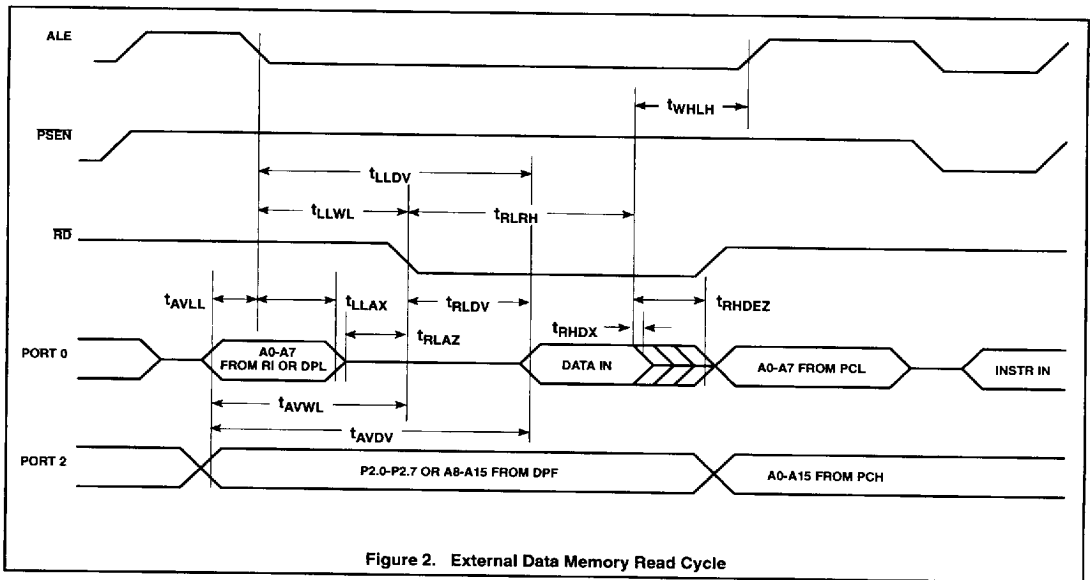 ALE
tWHLH
PSEN
tLLDV
tLLWL
tRLRH
RD
tAVLL
tLLAX
tRLDV
tRHDEZ
tRLAZ
tRHDX
PORT 0
A0-A7
FROM RI OR DPL
DATA IN
A0-A7 FROM PCL
INSTR IN
tAVWL
tAVDV
PORT 2
P2.0-P2.7 OR A8-A15 FROM DPF
A0-A15 FROM PCH
Figure 2. External Data Memory Read Cycle